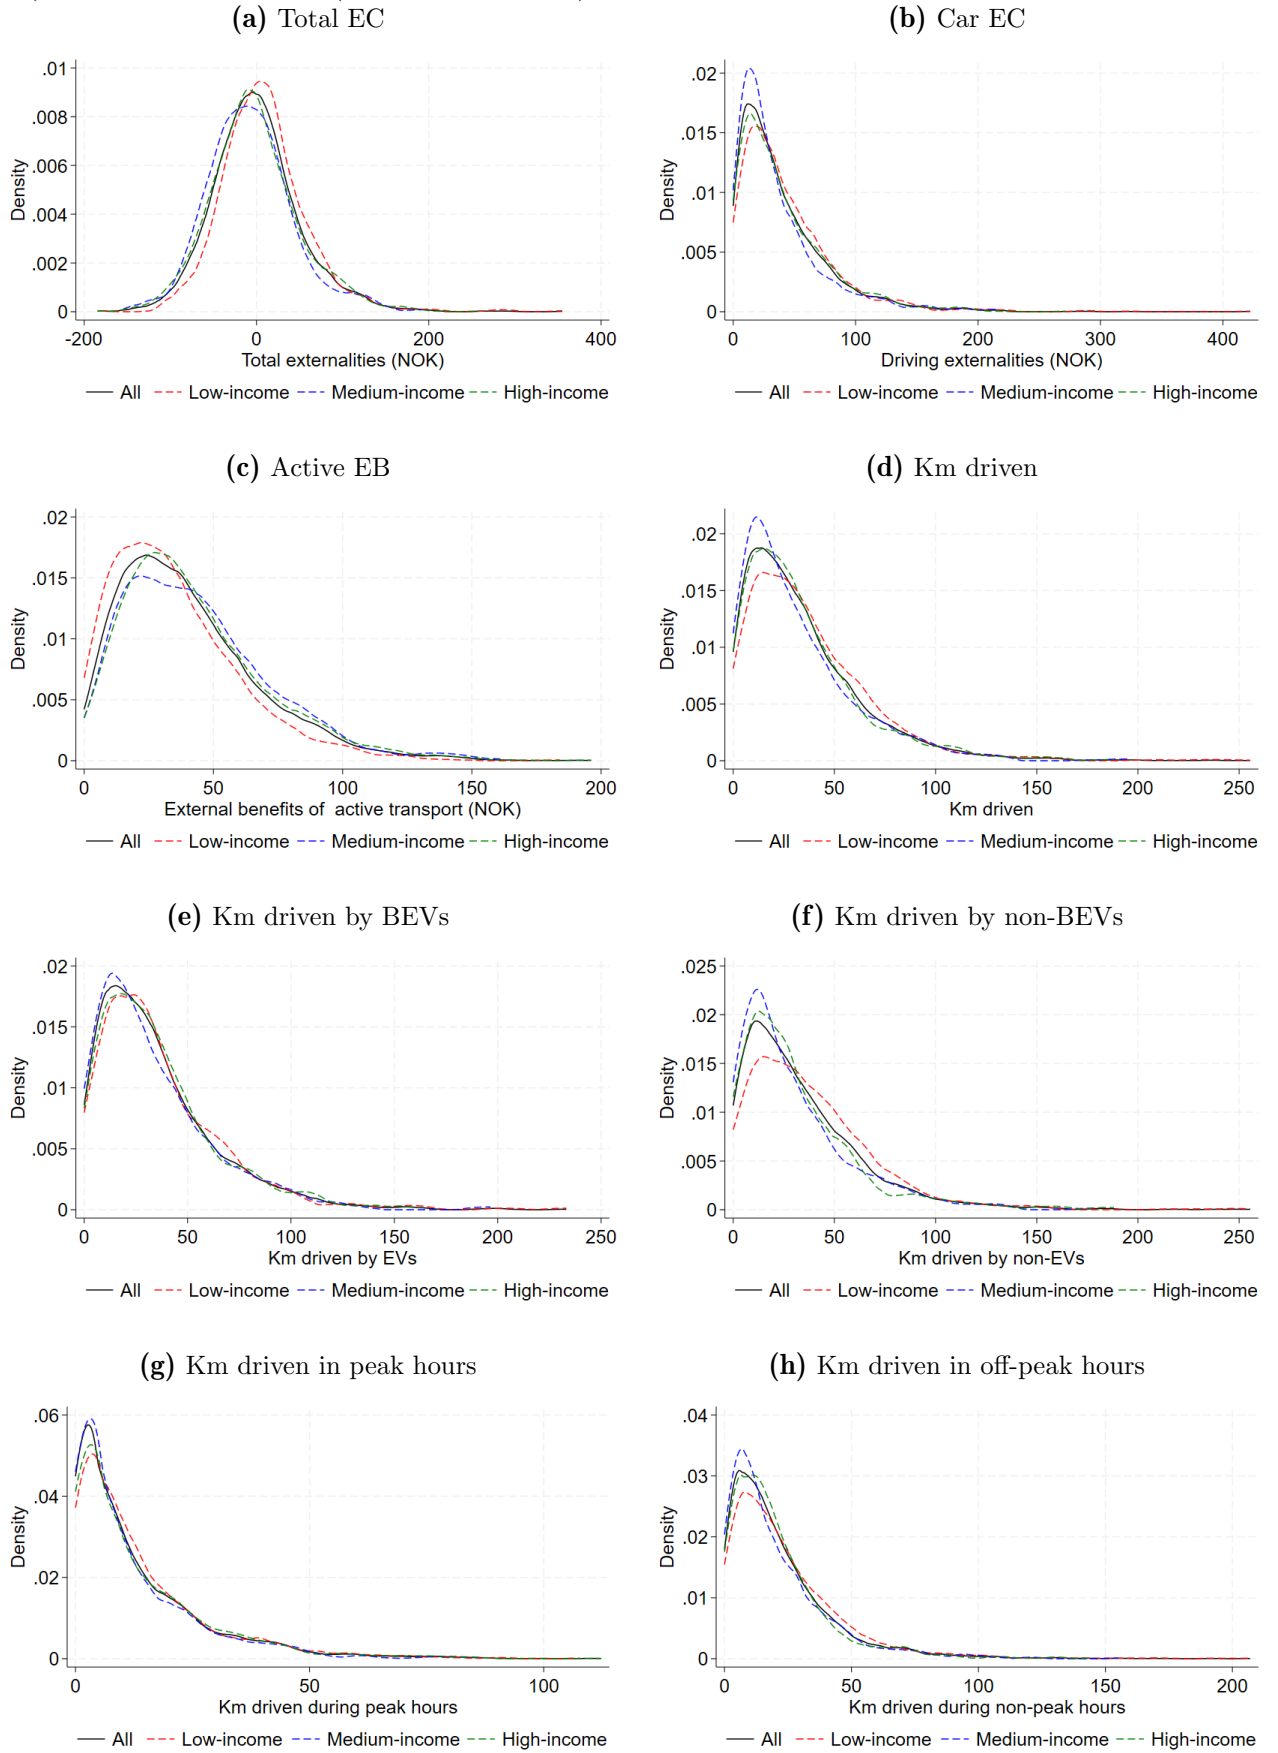 (a) Total EC
(b) Car EC
.01
.008
.006
.004
.002
0
Density
-200
0
200
400
Total externalities (NOK)
All
Low-income
Medium-income
High-income
.02
.015
.01
.005
0
Density
0
100
200
300
400
Driving externalities (NOK)
All
Low-income
Medium-income
High-income
(c) Active EB
(d) Km driven
.02
.015
.01
.005
0
Density
0
50
100
150
200
External benefits of active transport (NOK)
All
Low-income
Medium-income
High-income
.02
.015
.01
.005
0
Density
0
50
100
150
200
250
Km driven
All
Low-income
Medium-income
High-income
(e) Km driven by BEVs
(f) Km driven by non-BEVs
.02
.015
.01
.005
0
Density
0
50
100
150
200
250
Km driven by EVs
All
Low-income
Medium-income
High-income
.025
.02
.015
.01
.005
0
Density
0
50
100
150
200
250
Km driven by non-EVs
All
Low-income
Medium-income
High-income
(g) Km driven in peak hours
(h) Km driven in off-peak hours
.06
.04
.02
0
Density
0
50
100
Km driven during peak hours
All
Low-income
Medium-income
High-income
.04
.03
.02
.01
0
Density
0
50
100
150
200
Km driven during non-peak hours
All
Low-income
Medium-income
High-income